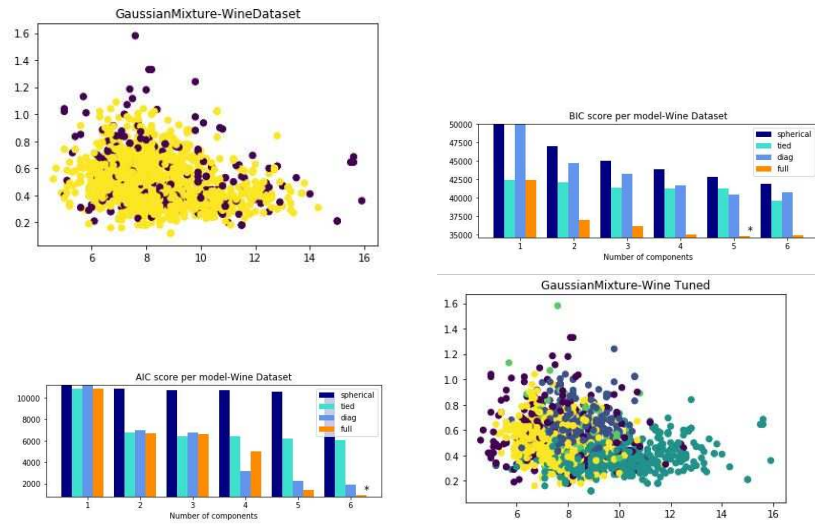 GaussianMixture-WineDataset
1.6
1.4
1.2
1.0
0.8
0.6
0.4
0.2
6 8 10 12 14 16
BIC score per model-Wine Dataset
50000
47500
45000
42500
40000
37500
35000
spherical
tied
diag
full
*
1 2 3 4 5 6
Number of components
AIC score per model-Wine Dataset
10000
8000
6000
4000
2000
spherical
tied
diag
full
*
1 2 3 4 5 6
Number of components
GaussianMixture-Wine Tuned
1.6
1.4
1.2
1.0
0.8
0.6
0.4
0.2
6 8 10 12 14 16